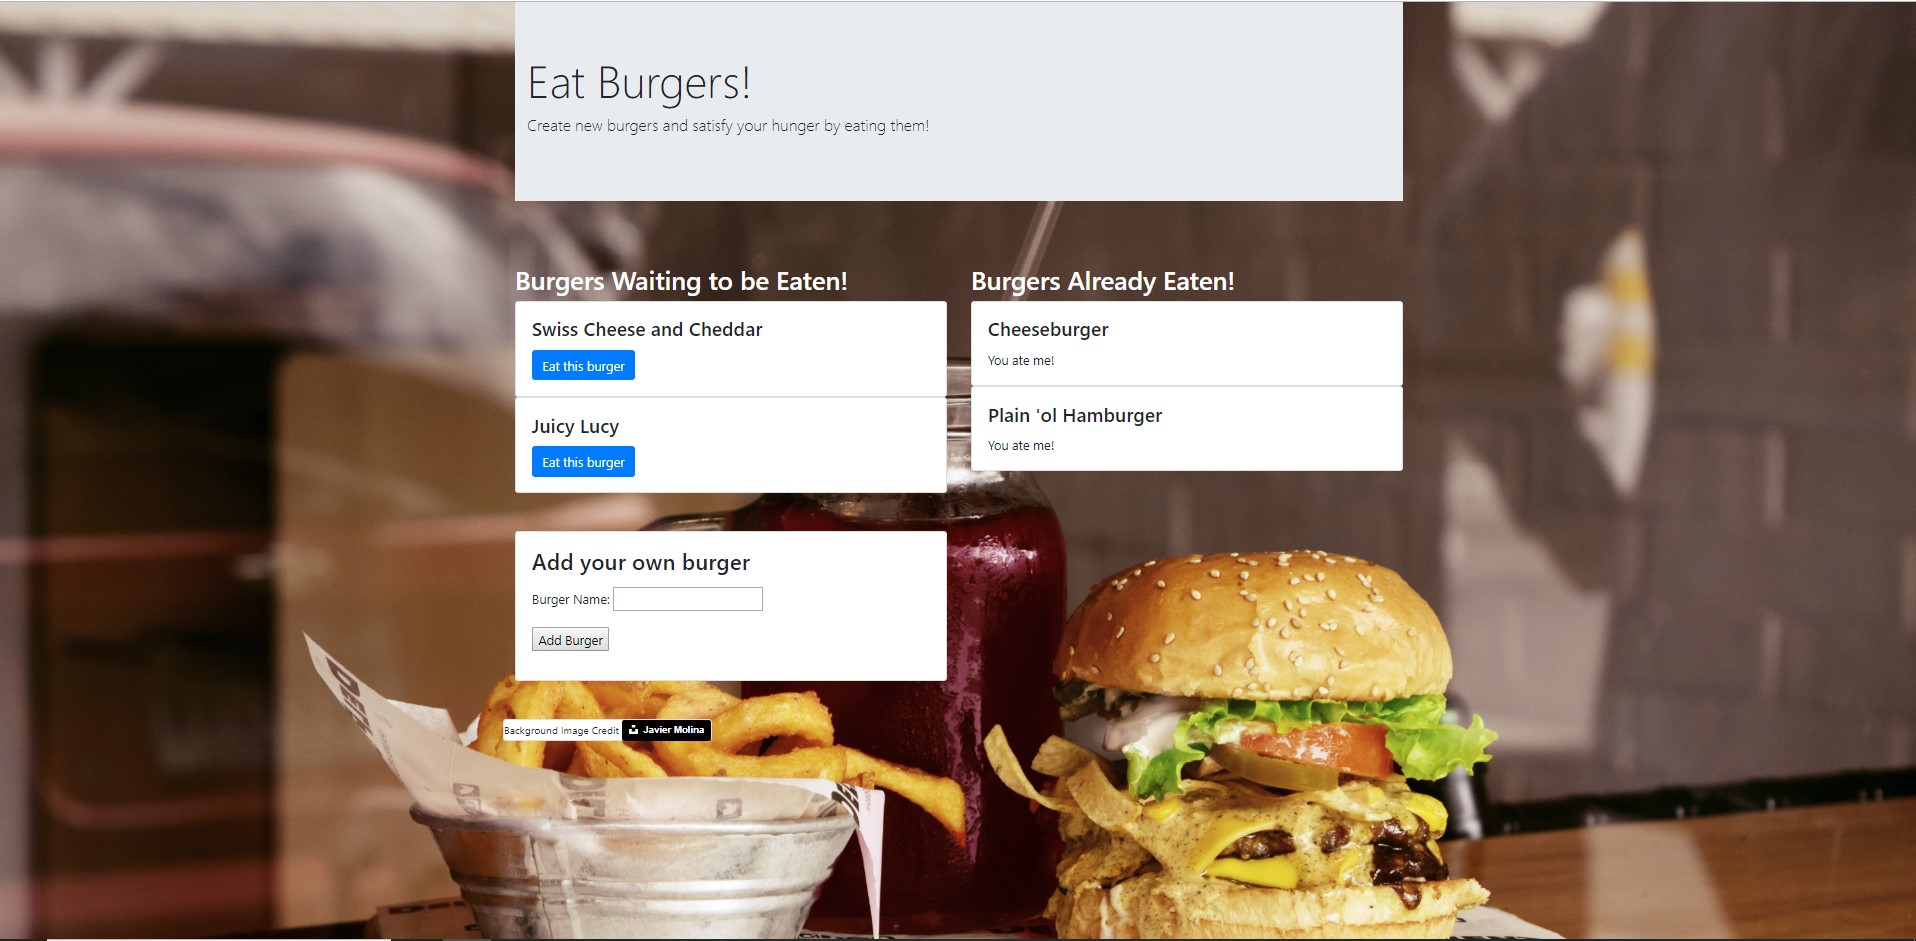 Eat Burgers!
Create new burgers and satisfy your hunger by eating them!
Burgers Waiting to be Eaten!
Swiss Cheese and Cheddar
Eat this burger
Juicy Lucy
Eat this burger
Burgers Already Eaten!
Cheeseburger
You ate me!
Plain 'ol Hamburger
You ate me!
Add your own burger
Burger Name:
Add Burger
Background Image Credit Javier Molina